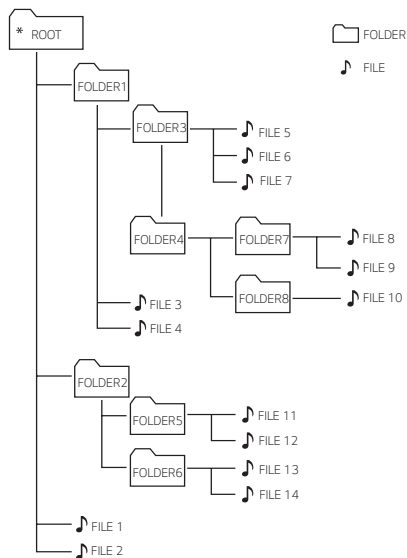 * ROOT
FOLDER
FILE
FOLDER1
FOLDER3
FILE 5
FILE 6
FILE 7
FOLDER4
FOLDER7
FILE 8
FILE 9
FOLDER8
FILE 10
FILE 3
FILE 4
FOLDER2
FOLDER5
FILE 11
FILE 12
FOLDER6
FILE 13
FILE 14
FILE 1
FILE 2